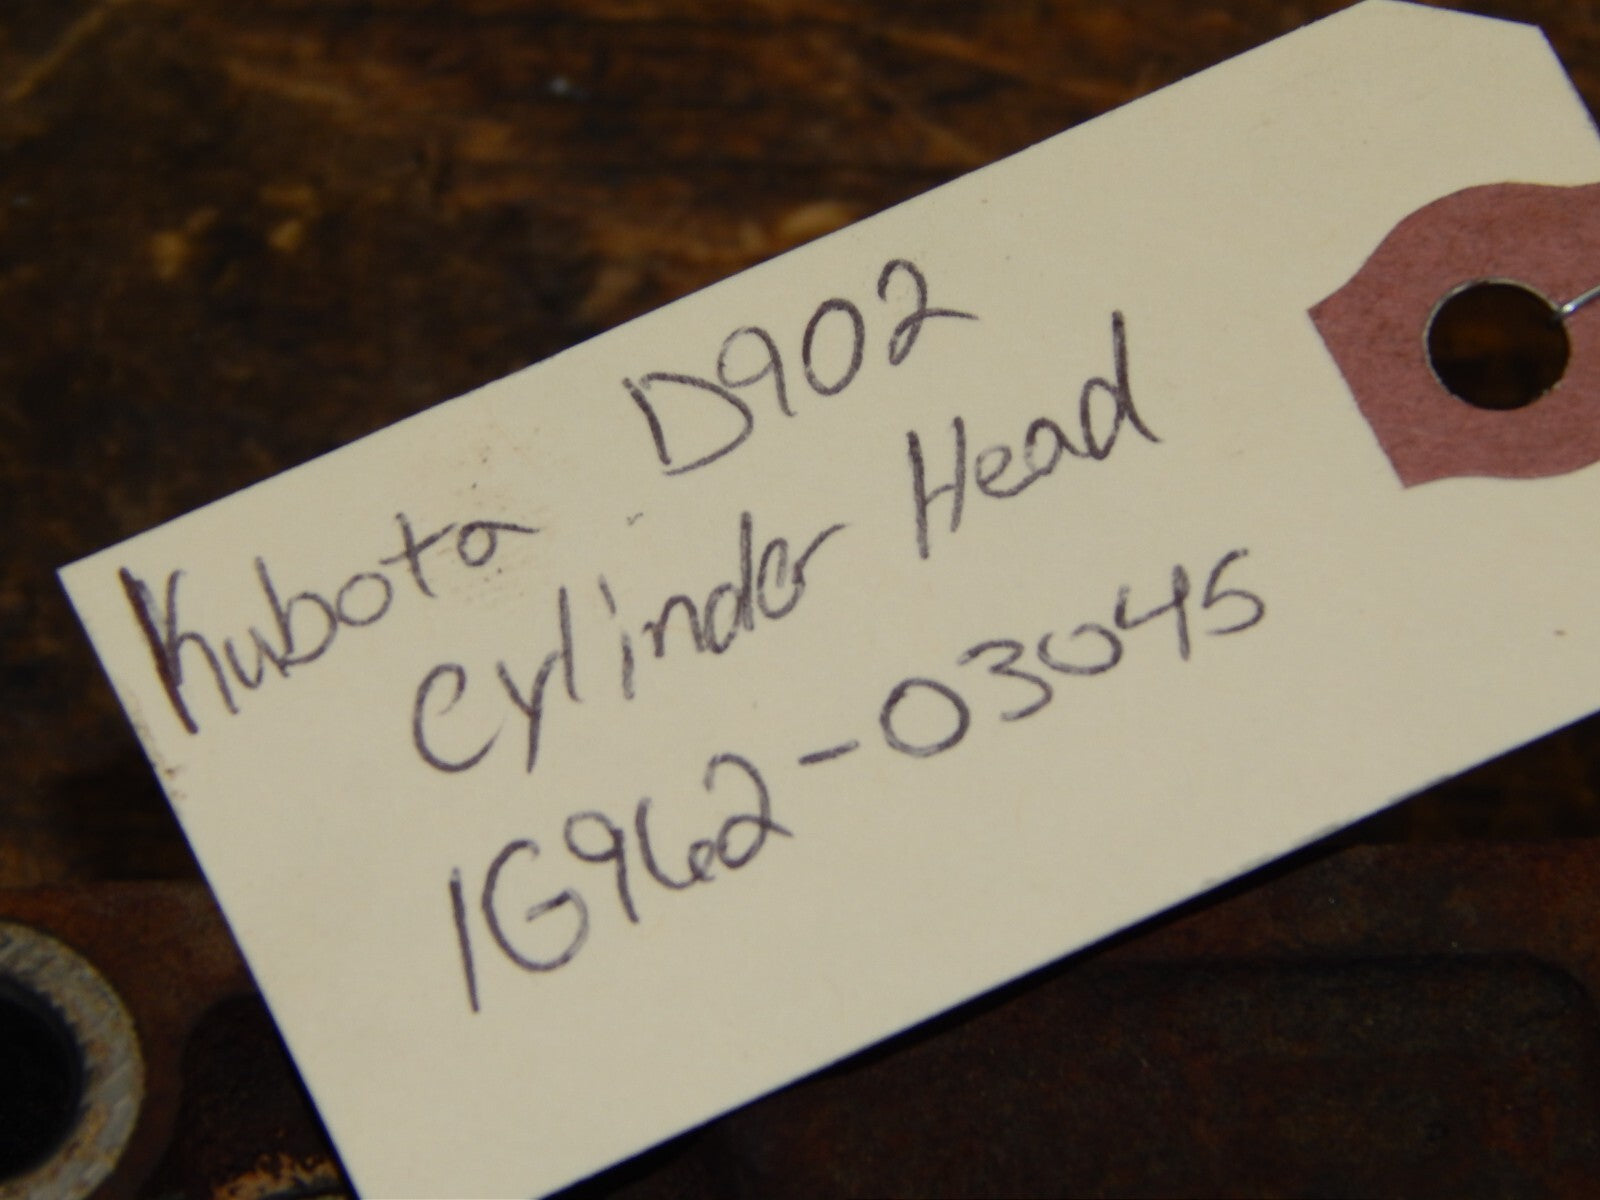 Kubota D902
Cylinder Head
1G962-03045